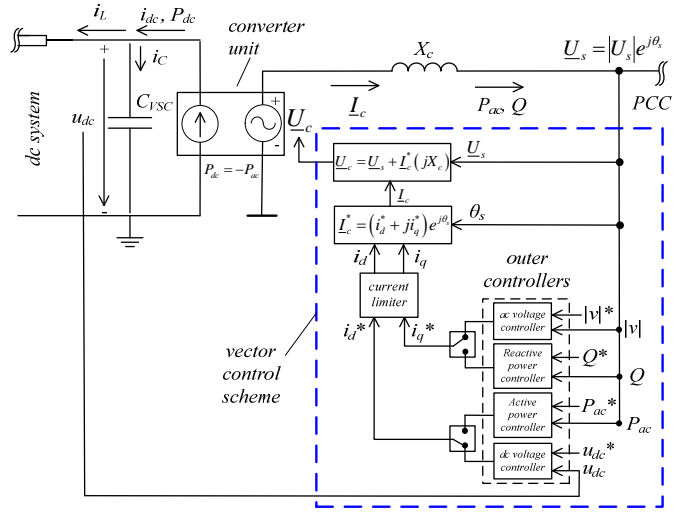 i_L
i_dc, P_dc
converter
unit
X_c
U_s = |U_s| e^{jθ_s}
+
i_C
C_VSC
+
I_c
P_ac, Q
PCC
dc system
u_dc
U_c
-
P_dc = −P_ac
U_c = U_s + I_c^* (jX_c)
U_s
I_c
-
I_c^* = (i_d^* + ji_q^*) e^{jθ_s}
θ_s
i_d
i_q
outer
controllers
current
limiter
ac voltage
controller
|v|*
|v|
i_d*
i_q*
vector
control
scheme
Reactive
power
controller
Q*
Q
Active
power
controller
P_ac*
P_ac
dc voltage
controller
u_dc*
u_dc